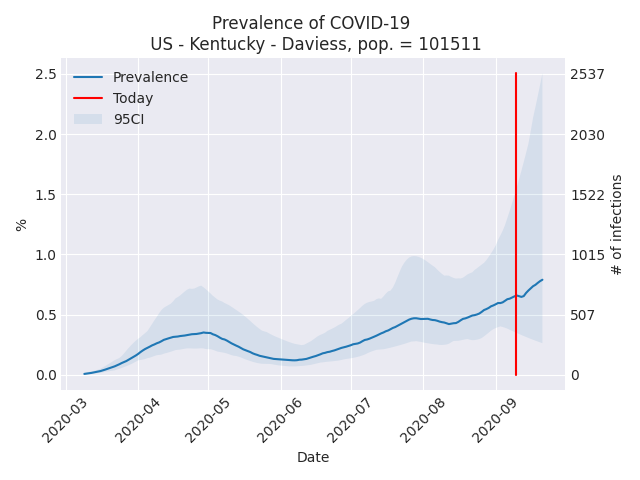 Prevalence of COVID-19
US - Kentucky - Daviess, pop. = 101511
Prevalence
Today
95CI
2.5
2.0
1.5
1.0
0.5
0.0
%
2537
2030
1522
1015
507
0
# of infections
2020-03
2020-04
2020-05
2020-06
2020-07
2020-08
2020-09
Date